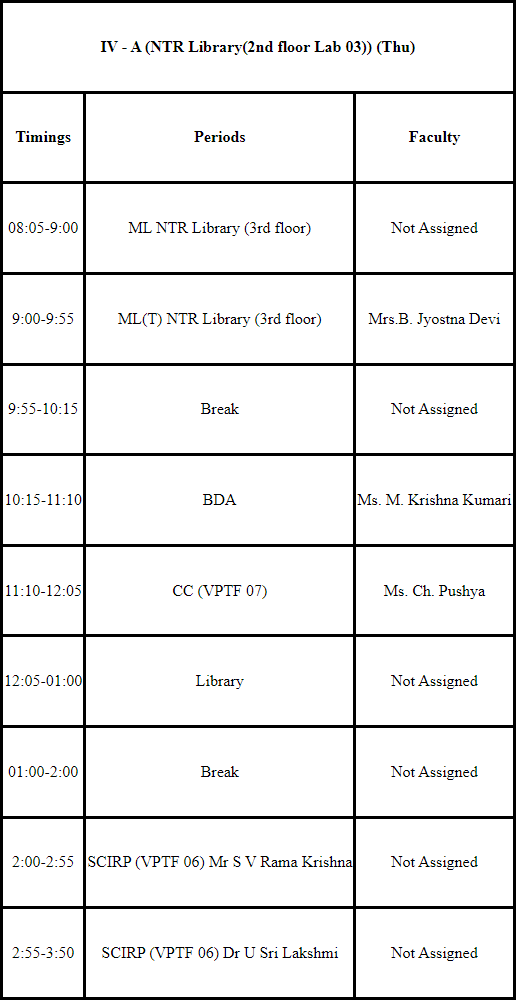 IV - A (NTR Library(2nd floor Lab 03)) (Thu)
Timings Periods Faculty
08:05-9:00 ML NTR Library (3rd floor) Not Assigned
9:00-9:55 ML(T) NTR Library (3rd floor) Mrs.B. Jyostna Devi
9:55-10:15 Break Not Assigned
10:15-11:10 BDA Ms. M. Krishna Kumari
11:10-12:05 CC (VPTF 07) Ms. Ch. Pushya
12:05-01:00 Library Not Assigned
01:00-2:00 Break Not Assigned
2:00-2:55 SCIRP (VPTF 06) Mr S V Rama Krishna Not Assigned
2:55-3:50 SCIRP (VPTF 06) Dr U Sri Lakshmi Not Assigned